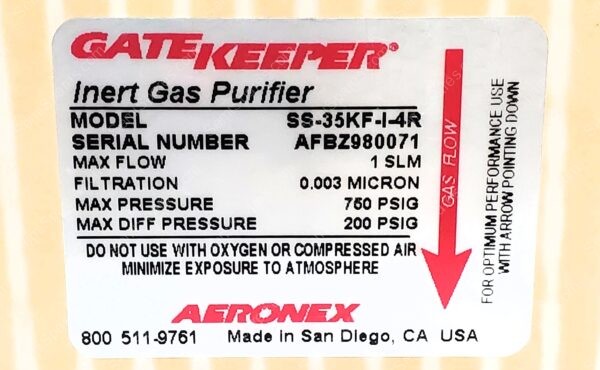 GATEKEEPER®
Inert Gas Purifier
MODEL SS-35KF-I-4R
SERIAL NUMBER AFBZ980071
MAX FLOW 1 SLM
FILTRATION 0.003 MICRON
MAX PRESSURE 750 PSIG
MAX DIFF PRESSURE 200 PSIG
DO NOT USE WITH OXYGEN OR COMPRESSED AIR
MINIMIZE EXPOSURE TO ATMOSPHERE
AERONEX
800 511-9761 Made in San Diego, CA USA
GAS FLOW
FOR OPTIMUM PERFORMANCE USE
WITH ARROW POINTING DOWN